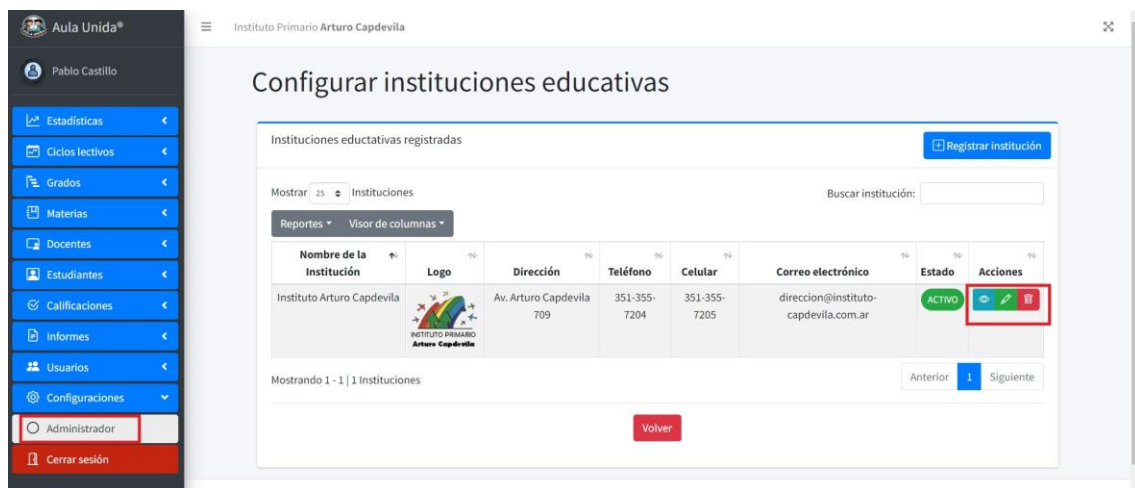 Aula Unida®
Instituto Primario Arturo Capdevila
Pablo Castillo
Estadísticas
Ciclos lectivos
Grados
Materias
Docentes
Estudiantes
Calificaciones
Informes
Usuarios
Configuraciones
Administrador
Cerrar sesión
Configurar instituciones educativas
Instituciones eductativas registradas
Registrar institución
Mostrar 25 Instituciones
Buscar institución:
Reportes Visor de columnas
Nombre de la
Institución Logo Dirección Teléfono Celular Correo electrónico Estado Acciones
Instituto Arturo Capdevila
INSTITUTO PRIMARIO
Arturo Capdevila
Av. Arturo Capdevila
709
351-355-
7204
351-355-
7205
direccion@instituto-
capdevila.com.ar
ACTIVO
Mostrando 1 - 1 | 1 Instituciones
Anterior 1 Siguiente
Volver